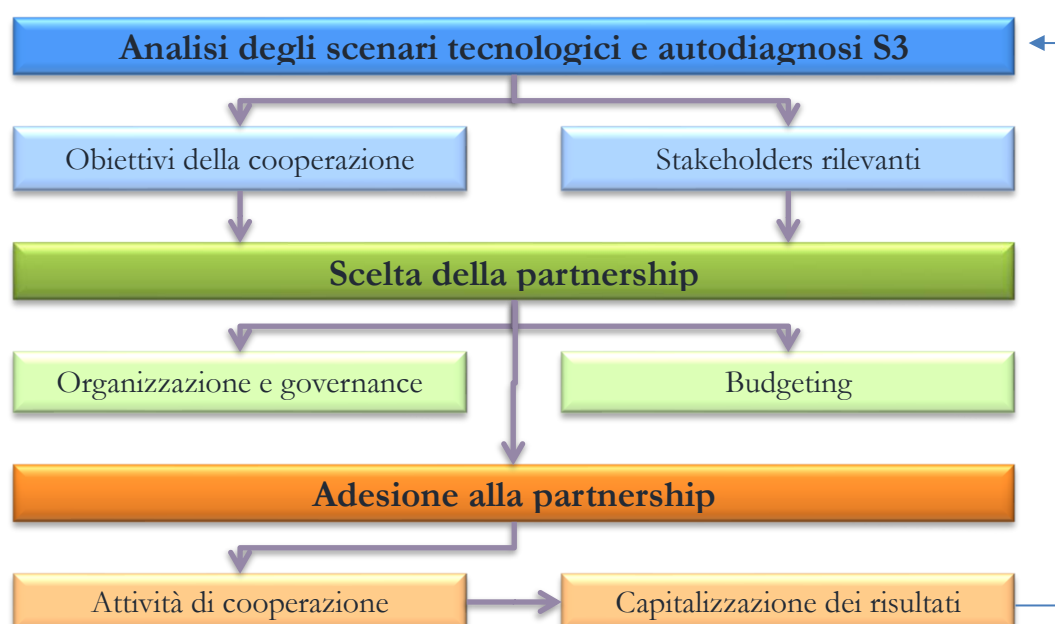 Analisi degli scenari tecnologici e autodiagnosi S3
Obiettivi della cooperazione
Stakeholders rilevanti
Scelta della partnership
Organizzazione e governance
Budgeting
Adesione alla partnership
Attività di cooperazione
Capitalizzazione dei risultati